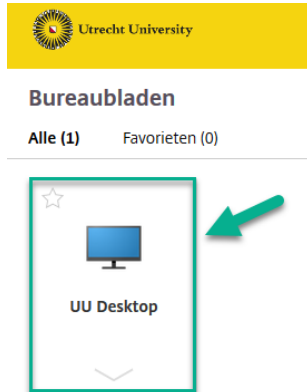 Utrecht University
Bureaubladen
Alle (1) Favorieten (0)
UU Desktop